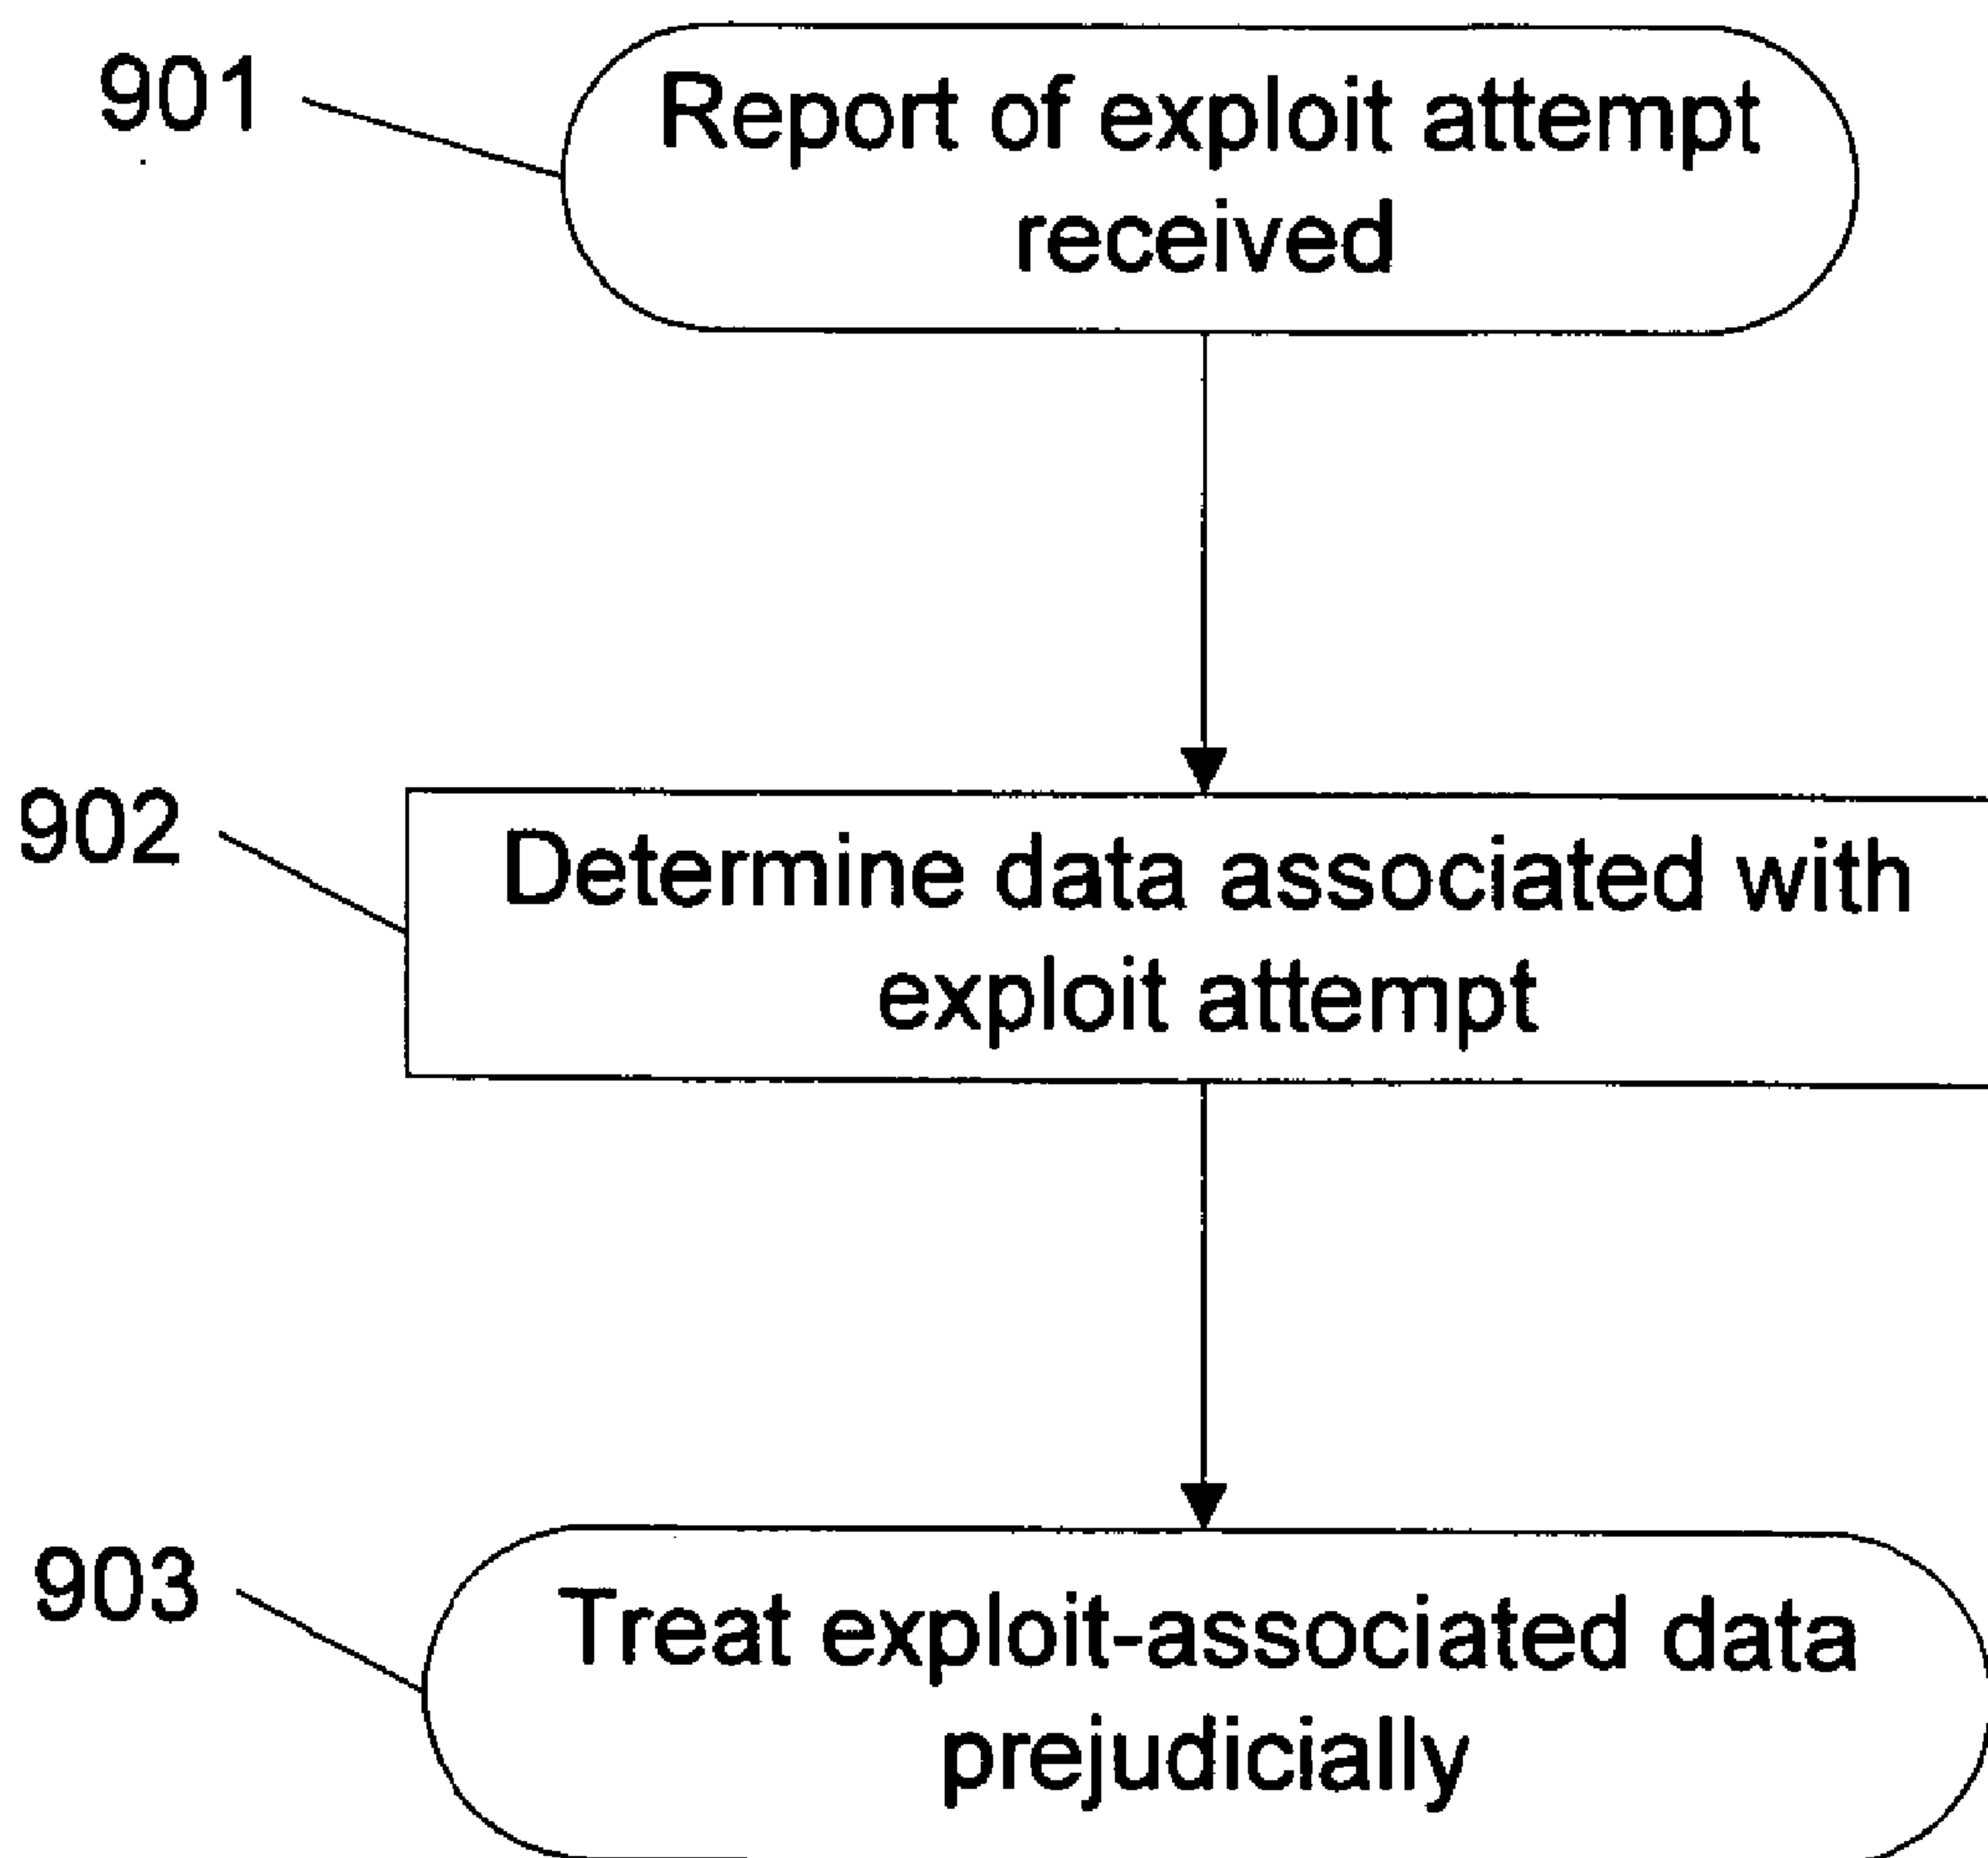 901
Report of exploit attempt
received
902
Determine data associated with
exploit attempt
903
Treat exploit-associated data
prejudicially